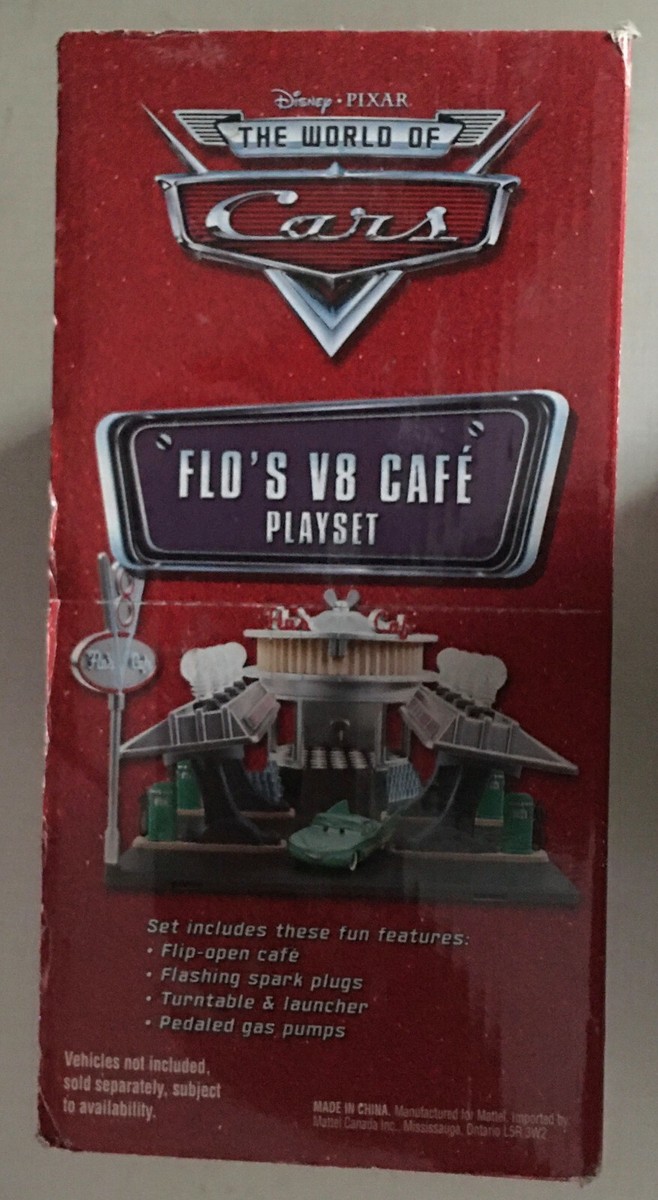 Disney·PIXAR
THE WORLD OF
Cars
FLO'S V8 CAFÉ
PLAYSET
Flo's Cafe
Set includes these fun features:
• Flip-open café
• Flashing spark plugs
• Turntable & launcher
• Pedaled gas pumps
Vehicles not included,
sold separately, subject
to availability.
MADE IN CHINA. Manufactured for Mattel. Imported by
Mattel Canada Inc., Mississauga, Ontario L5R 3W2